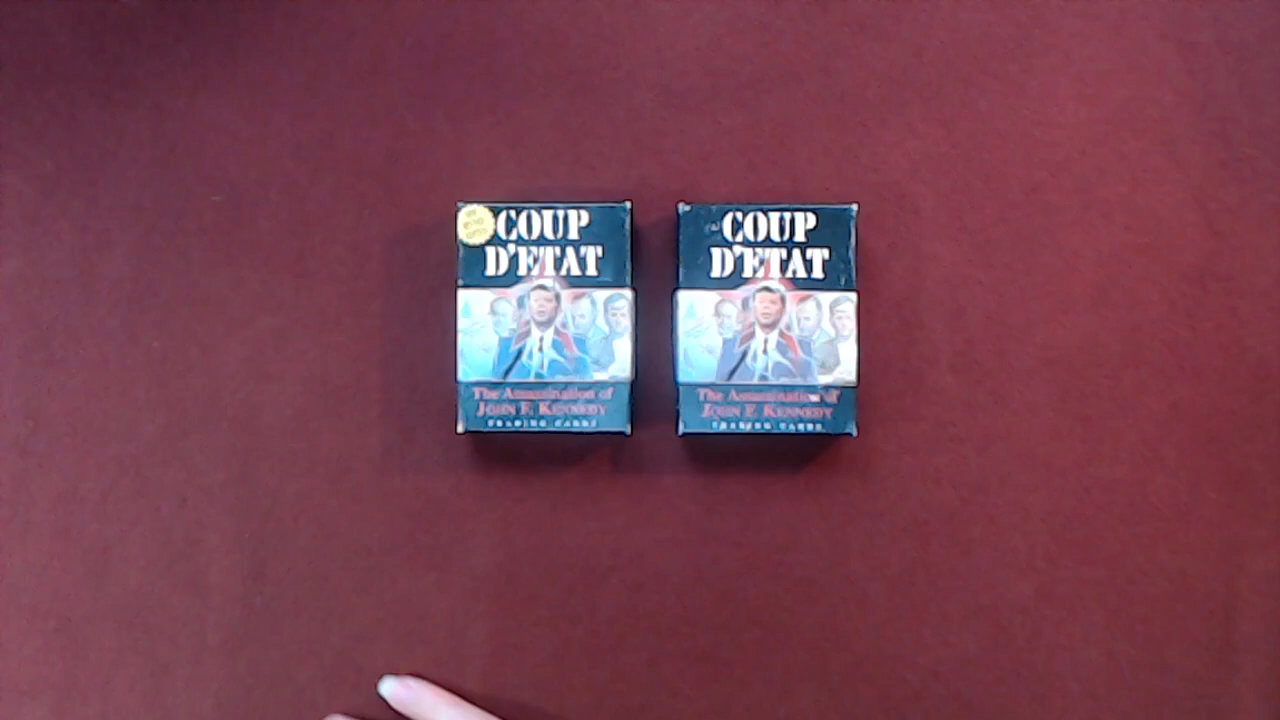 COUP
D'ETAT
The Assassination of
JOHN F. KENNEDY
TRADING CARDS
COUP
D'ETAT
The Assassination of
JOHN F. KENNEDY
TRADING CARDS